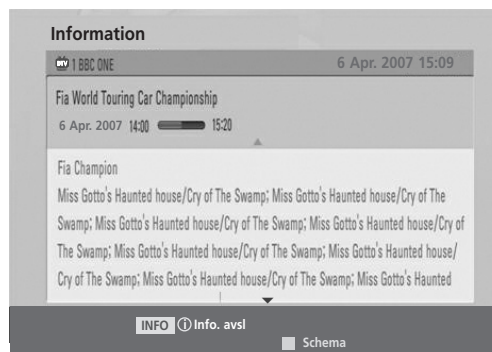 Information
DTV 1 BBC ONE 6 Apr. 2007 15:09
Fia World Touring Car Championship
6 Apr. 2007 14:00 15:20
Fia Champion
Miss Gotto's Haunted house/Cry of The Swamp; Miss Gotto's Haunted house/Cry of The
Swamp; Miss Gotto's Haunted house/Cry of The Swamp; Miss Gotto's Haunted house/Cry of
The Swamp; Miss Gotto's Haunted house/Cry of The Swamp; Miss Gotto's Haunted house/
Cry of The Swamp; Miss Gotto's Haunted house/Cry of The Swamp; Miss Gotto's Haunted
INFO i Info. avsl
Schema